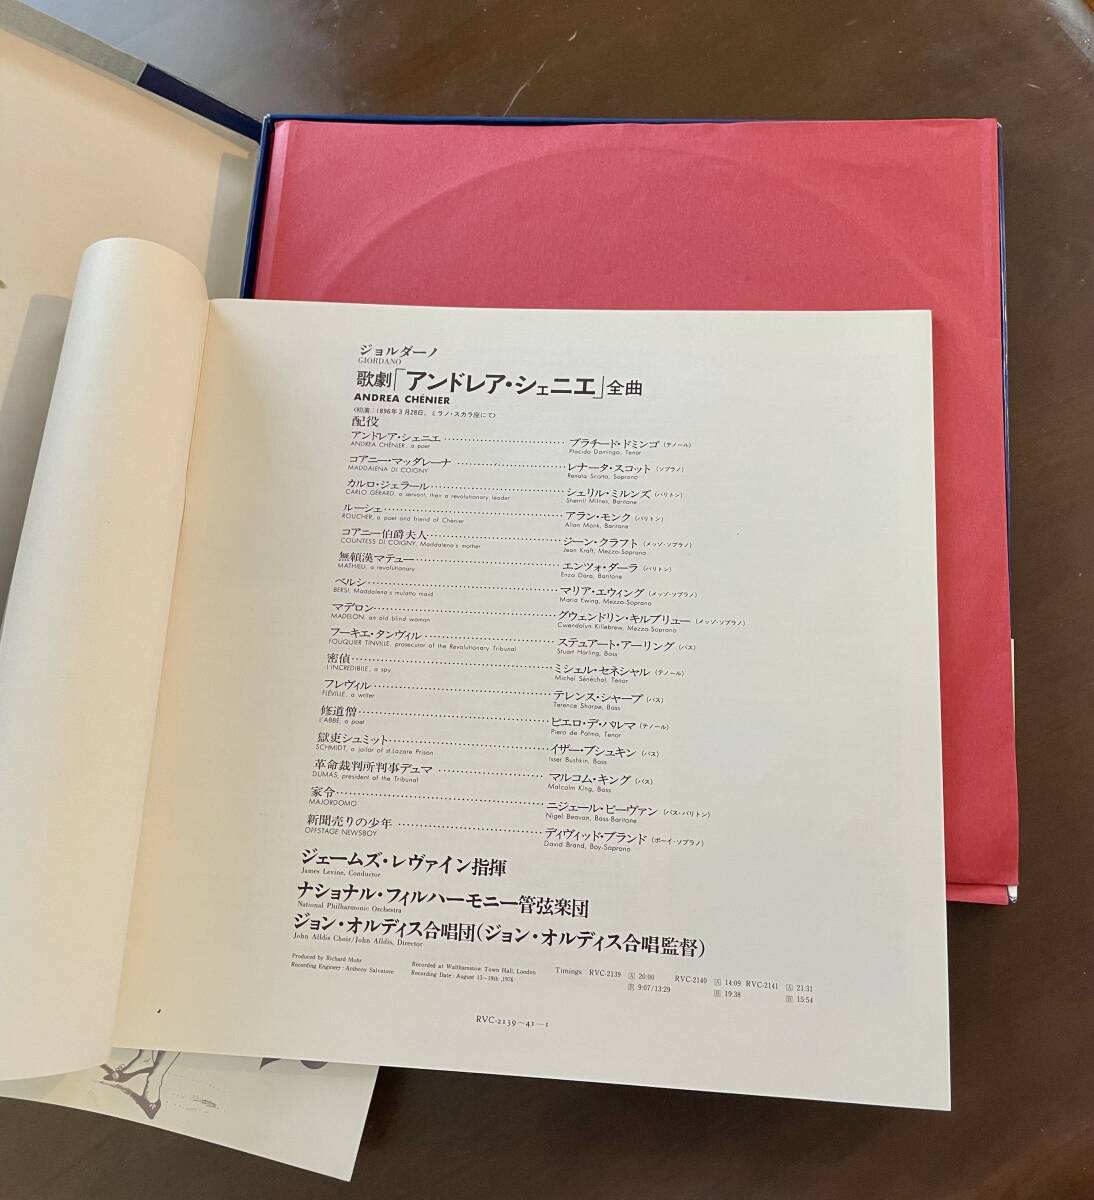 ジョルダーノ
GIORDANO
歌劇「アンドレア・シェニエ」全曲
ANDREA CHÉNIER
〈初演：1896年3月28日，ミラノ・スカラ座にて〉
配役
アンドレア・シェニエ プラチード・ドミンゴ（テノール）
ANDREA CHÉNIER, a poet Placido Domingo, Tenor
コアニー・マッダレーナ レナータ・スコット（ソプラノ）
MADDALENA DI COIGNY Renata Scotto, Soprano
カルロ・ジェラール シェリル・ミルンズ（バリトン）
CARLO GÉRARD, a servant, then a revolutionary leader Sherrill Milnes, Baritone
ルーシェ アラン・モンク（バリトン）
ROUCHER, a poet and friend of Chénier Allan Monk, Baritone
コアニー伯爵夫人 ジーン・クラフト（メッゾ・ソプラノ）
COUNTESS DI COIGNY, Maddalena's mother Jean Kraft, Mezzo-Soprano
無頼漢マテュー エンツォ・ダーラ（バリトン）
MATHIEU, a revolutionary Enzo Dara, Baritone
ベルシ マリア・エウィング（メッゾ・ソプラノ）
BERSI, Maddalena's mulatto maid Maria Ewing, Mezzo-Soprano
マデロン グウェンドリン・キルブリュー（メッゾ・ソプラノ）
MADELON, an old blind woman Gwendolyn Killebrew, Mezzo-Soprano
フーキエ・タンヴィル ステュアート・アーリング（バス）
FOUQUIER TINVILLE, prosecutor of the Revolutionary Tribunal Stuart Harling, Bass
密偵 ミシェル・セネシャル（テノール）
L'INCREDIBILE, a spy Michel Sénéchal, Tenor
フレヴィル テレンス・シャープ（バス）
FLÉVILLE, a writer Terence Sharpe, Bass
修道僧 ピエロ・デ・パルマ（テノール）
L'ABBÉ, a poet Piero de Palma, Tenor
獄吏シュミット イザー・ブシュキン（バス）
SCHMIDT, a jailor of st.Lazare Prison Isser Bushkin, Bass
革命裁判所判事デュマ マルコム・キング（バス）
DUMAS, president of the Tribunal Malcolm King, Bass
家令 ニジェール・ビーヴァン（バス・バリトン）
MAJORDOMO Nigel Beavan, Bass-Baritone
新聞売りの少年 ディヴィッド・ブランド（ボーイ・ソプラノ）
OFFSTAGE NEWSBOY David Brand, Boy-Soprano
ジェームズ・レヴァイン指揮
James Levine, Conductor
ナショナル・フィルハーモニー管弦楽団
National Philharmonic Orchestra
ジョン・オルディス合唱団（ジョン・オルディス合唱監督）
John Alldis Choir/John Alldis, Director
Produced by Richard Mohr
Recording Engineer : Anthony Salvatore
Recorded at Walthamstow Town Hall, London
Recording Date : August 13～19th ,1976
Timings RVC-2139 A 20:00 RVC-2140 A 14:09 RVC-2141 A 21:31
B 9:07/13:29 B 19:38 B 15:54
RVC-2139～41—1